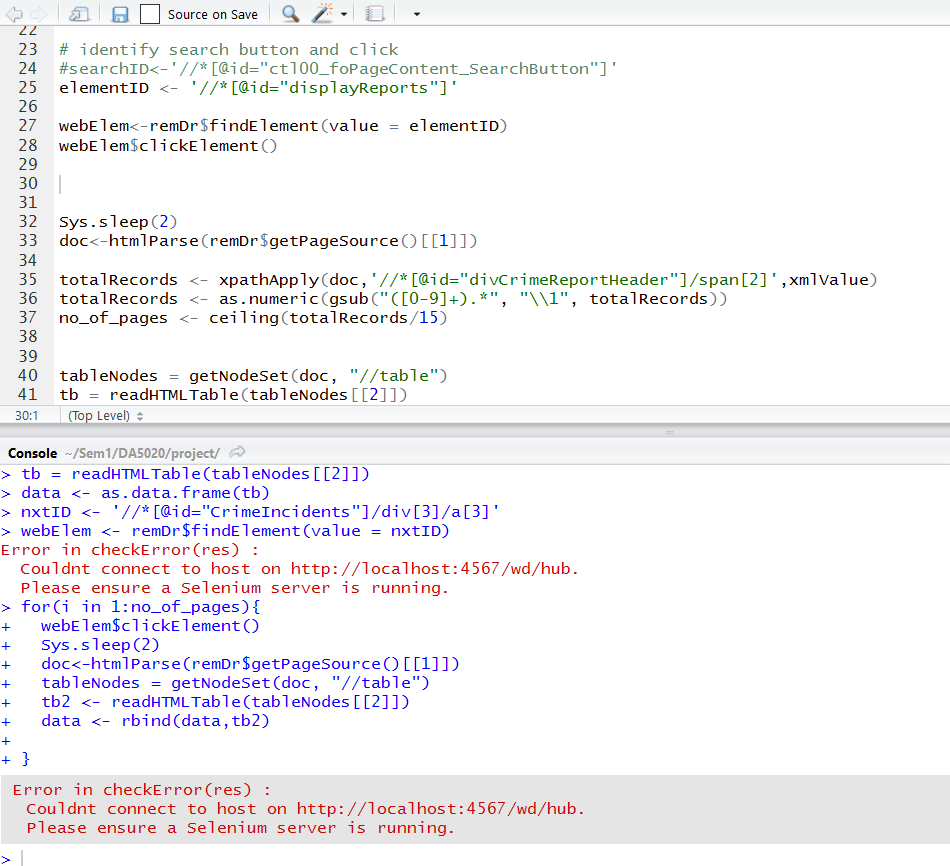 Source on Save
22
23 # identify search button and click
24 #searchID<-'//*[@id="ctl00_foPageContent_SearchButton"]'
25 elementID <- '//*[@id="displayReports"]'
26
27 webElem<-remDr$findElement(value = elementID)
28 webElem$clickElement()
29
30
31
32 Sys.sleep(2)
33 doc<-htmlParse(remDr$getPageSource()[[1]])
34
35 totalRecords <- xpathApply(doc,'//*[@id="divCrimeReportHeader"]/span[2]',xmlValue)
36 totalRecords <- as.numeric(gsub("([0-9]+).*", "\\1", totalRecords))
37 no_of_pages <- ceiling(totalRecords/15)
38
39
40 tableNodes = getNodeSet(doc, "//table")
41 tb = readHTMLTable(tableNodes[[2]])
30:1 (Top Level)
Console ~/Sem1/DA5020/project/
> tb = readHTMLTable(tableNodes[[2]])
> data <- as.data.frame(tb)
> nxtID <- '//*[@id="CrimeIncidents"]/div[3]/a[3]'
> webElem <- remDr$findElement(value = nxtID)
Error in checkError(res) :
  Couldnt connect to host on http://localhost:4567/wd/hub.
  Please ensure a Selenium server is running.
> for(i in 1:no_of_pages){
+   webElem$clickElement()
+   Sys.sleep(2)
+   doc<-htmlParse(remDr$getPageSource()[[1]])
+   tableNodes = getNodeSet(doc, "//table")
+   tb2 <- readHTMLTable(tableNodes[[2]])
+   data <- rbind(data,tb2)
+
+ }
Error in checkError(res) :
  Couldnt connect to host on http://localhost:4567/wd/hub.
  Please ensure a Selenium server is running.
>